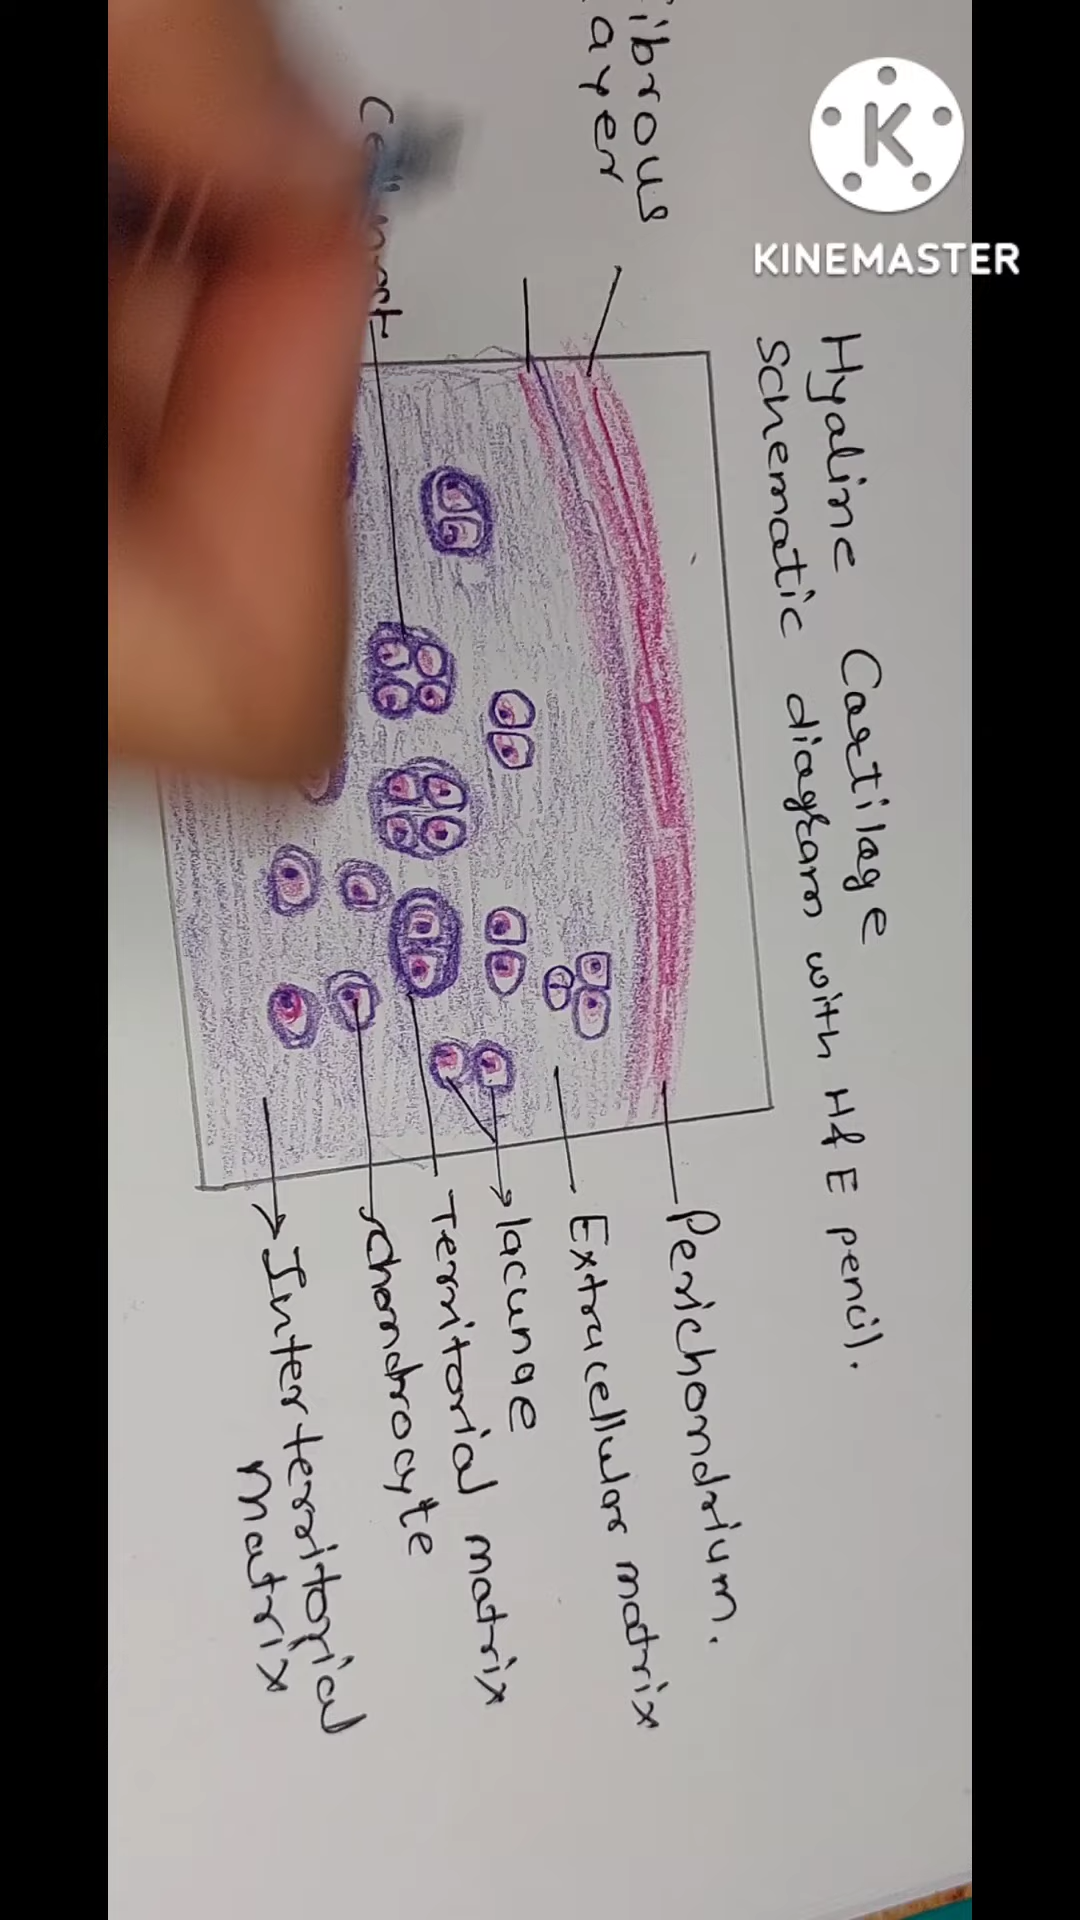 KINEMASTER
Hyaline Cartilage
Schematic diagram with H & E pencil.
ibrous
ayer
Perichondrium.
Extracellular matrix
lacunae
Territorial matrix
chondrocyte
Interterritorial
matrix